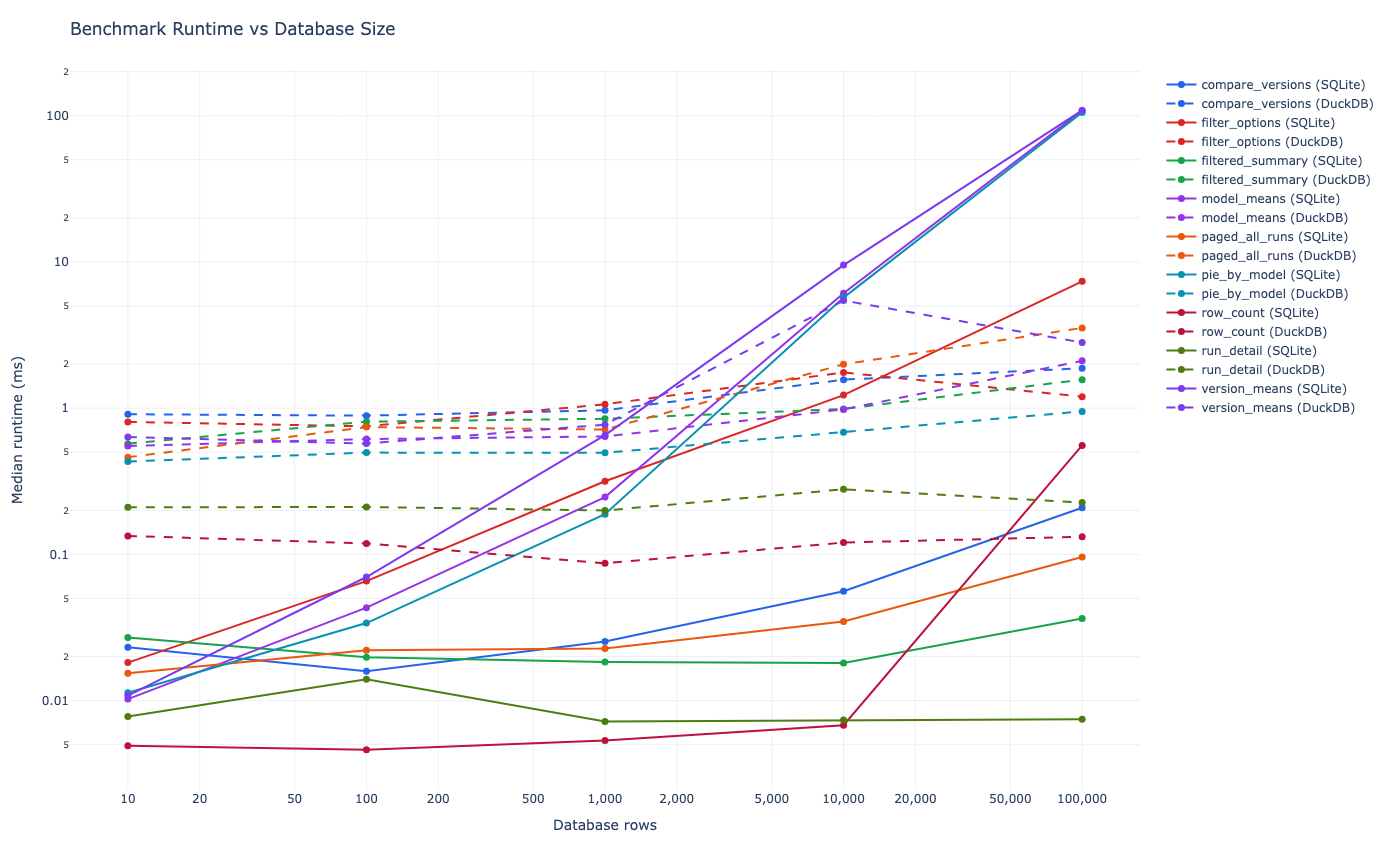 Benchmark Runtime vs Database Size
2
100
5
2
10
5
2
1
5
2
0.1
5
2
0.01
5
Median runtime (ms)
10
20
50
100
200
500
1,000
2,000
5,000
10,000
20,000
50,000
100,000
Database rows
compare_versions (SQLite)
compare_versions (DuckDB)
filter_options (SQLite)
filter_options (DuckDB)
filtered_summary (SQLite)
filtered_summary (DuckDB)
model_means (SQLite)
model_means (DuckDB)
paged_all_runs (SQLite)
paged_all_runs (DuckDB)
pie_by_model (SQLite)
pie_by_model (DuckDB)
row_count (SQLite)
row_count (DuckDB)
run_detail (SQLite)
run_detail (DuckDB)
version_means (SQLite)
version_means (DuckDB)